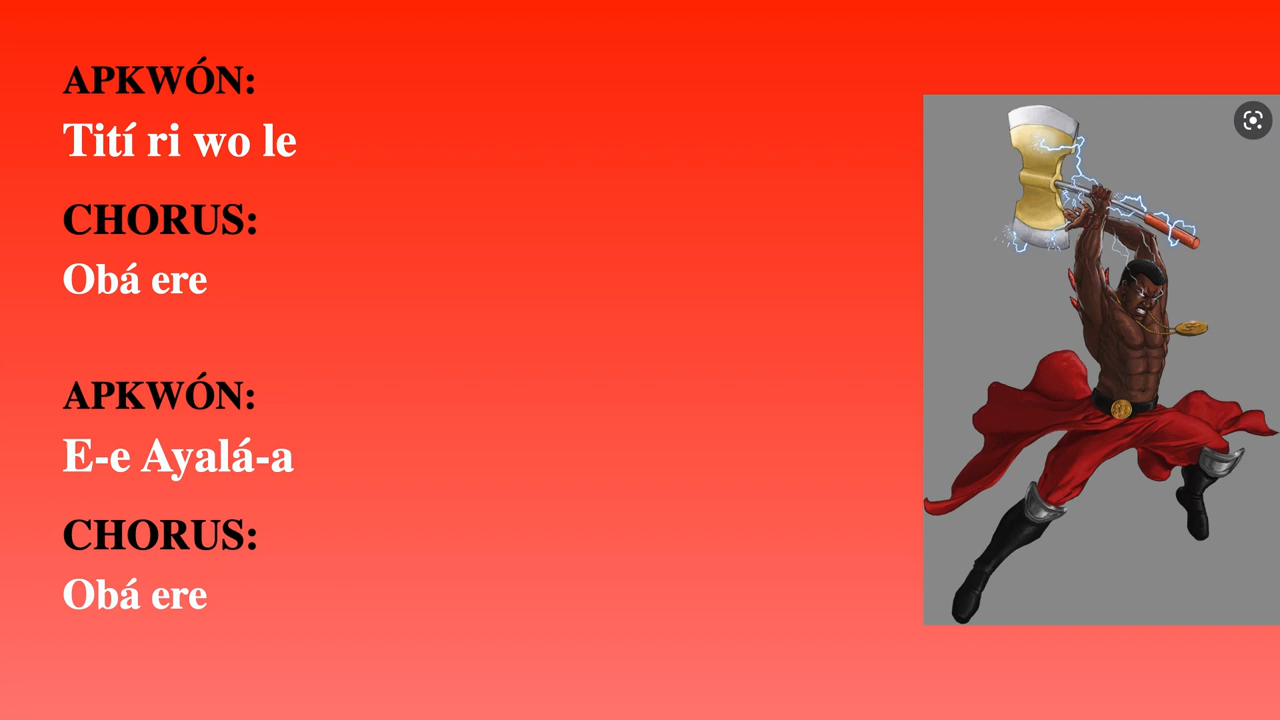 APKWÓN:
Tití ri wo le
CHORUS:
Obá ere
APKWÓN:
E-e Ayalá-a
CHORUS:
Obá ere